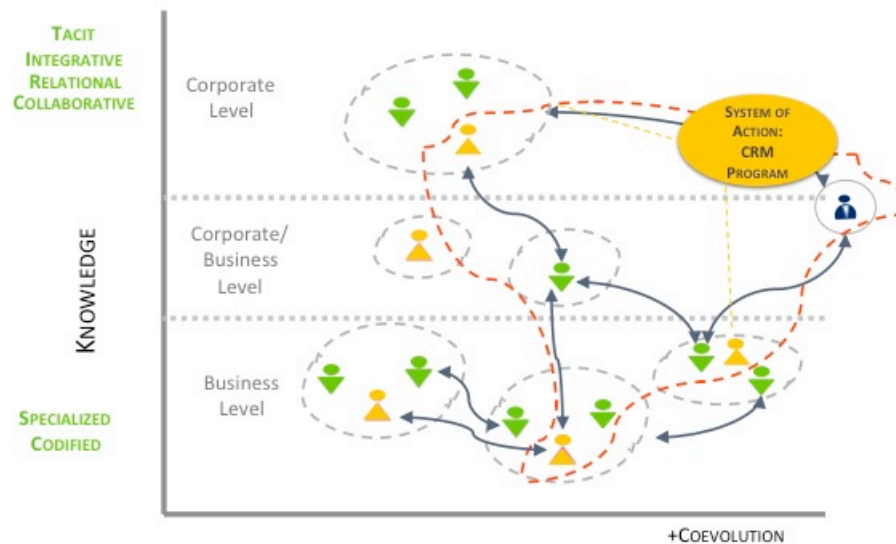 TACIT
INTEGRATIVE
RELATIONAL
COLLABORATIVE
Corporate
Level
SYSTEM OF
ACTION:
CRM
PROGRAM
KNOWLEDGE
Corporate/
Business
Level
Business
Level
SPECIALIZED
CODIFIED
+COEVOLUTION